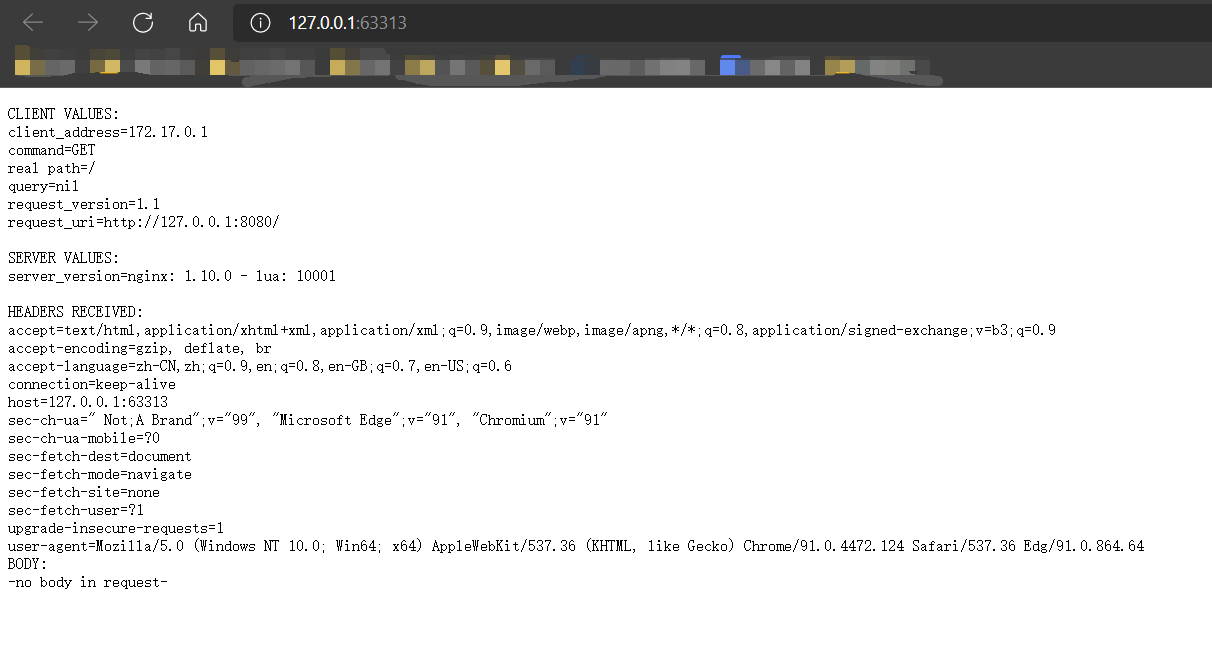 127.0.0.1:63313
CLIENT VALUES:
client_address=172.17.0.1
command=GET
real path=/
query=nil
request_version=1.1
request_uri=http://127.0.0.1:8080/
SERVER VALUES:
server_version=nginx: 1.10.0 - lua: 10001
HEADERS RECEIVED:
accept=text/html,application/xhtml+xml,application/xml;q=0.9,image/webp,image/apng,*/*;q=0.8,application/signed-exchange;v=b3;q=0.9
accept-encoding=gzip, deflate, br
accept-language=zh-CN,zh;q=0.9,en;q=0.8,en-GB;q=0.7,en-US;q=0.6
connection=keep-alive
host=127.0.0.1:63313
sec-ch-ua=" Not;A Brand";v="99", "Microsoft Edge";v="91", "Chromium";v="91"
sec-ch-ua-mobile=?0
sec-fetch-dest=document
sec-fetch-mode=navigate
sec-fetch-site=none
sec-fetch-user=?1
upgrade-insecure-requests=1
user-agent=Mozilla/5.0 (Windows NT 10.0; Win64; x64) AppleWebKit/537.36 (KHTML, like Gecko) Chrome/91.0.4472.124 Safari/537.36 Edg/91.0.864.64
BODY:
-no body in request-